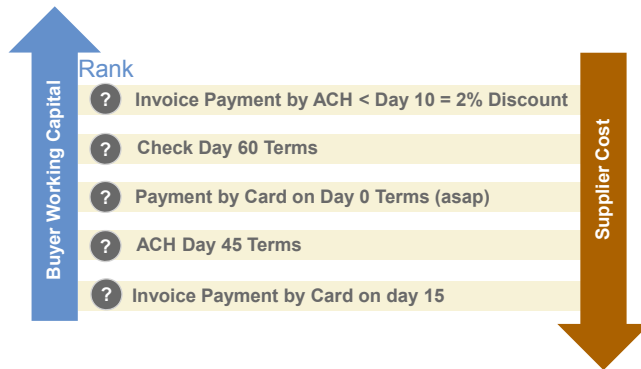 Rank
Buyer Working Capital
? Invoice Payment by ACH < Day 10 = 2% Discount
? Check Day 60 Terms
? Payment by Card on Day 0 Terms (asap)
? ACH Day 45 Terms
? Invoice Payment by Card on day 15
Supplier Cost